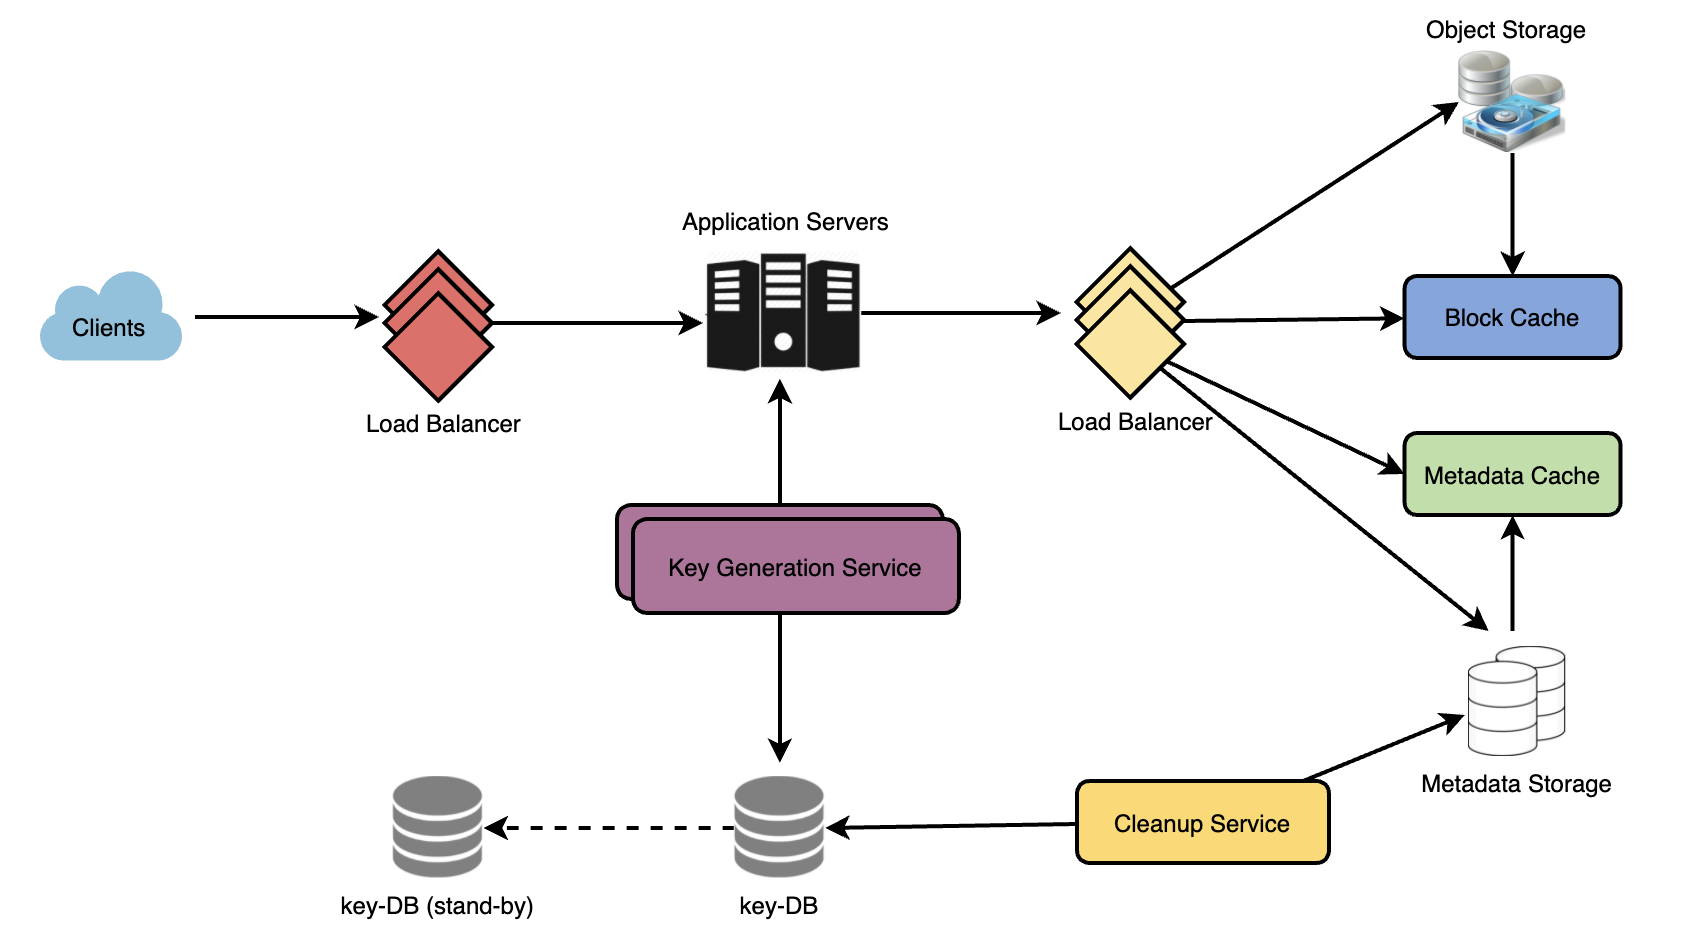 Object Storage
Application Servers
Clients
Block Cache
Load Balancer
Load Balancer
Metadata Cache
Key Generation Service
Metadata Storage
Cleanup Service
key-DB (stand-by)
key-DB